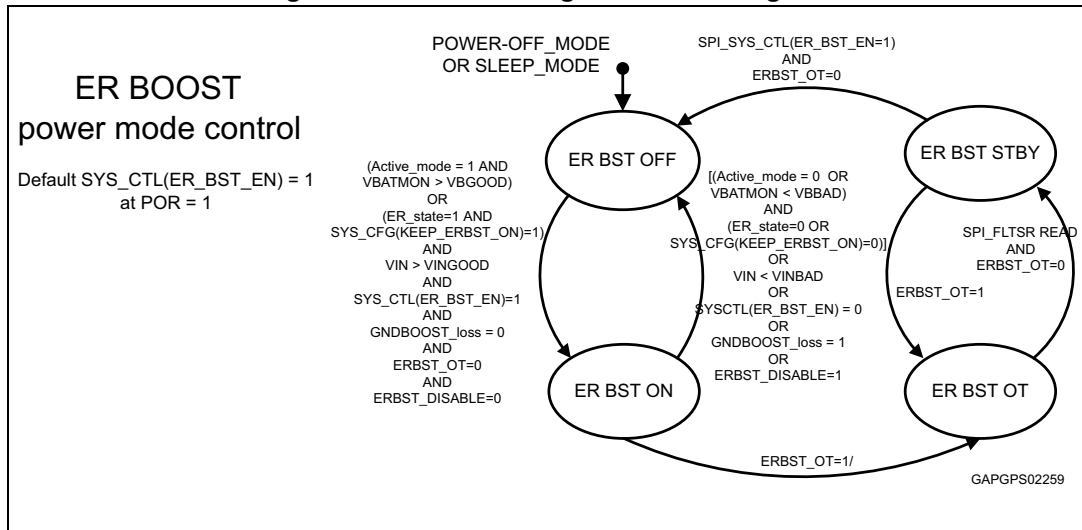 ER BOOST
power mode control
Default SYS_CTL(ER_BST_EN) = 1
at POR = 1
POWER-OFF_MODE
OR SLEEP_MODE
SPI_SYS_CTL(ER_BST_EN=1)
AND
ERBST_OT=0
ER BST OFF
ER BST STBY
(Active_mode = 1 AND
VBATMON > VBGOOD)
OR
(ER_state=1 AND
SYS_CFG(KEEP_ERBST_ON)=1)
AND
VIN > VINGOOD
AND
SYS_CTL(ER_BST_EN)=1
AND
GNDBOOST_loss = 0
AND
ERBST_OT=0
AND
ERBST_DISABLE=0
[(Active_mode = 0 OR
VBATMON < VBBAD)
AND
(ER_state=0 OR
SYS_CFG(KEEP_ERBST_ON)=0)]
OR
VIN < VINBAD
OR
SYSCTL(ER_BST_EN) = 0
OR
GNDBOOST_loss = 1
OR
ERBST_DISABLE=1
ERBST_OT=1
SPI_FLTSR READ
AND
ERBST_OT=0
ER BST ON
ER BST OT
ERBST_OT=1/
GAPGPS02259